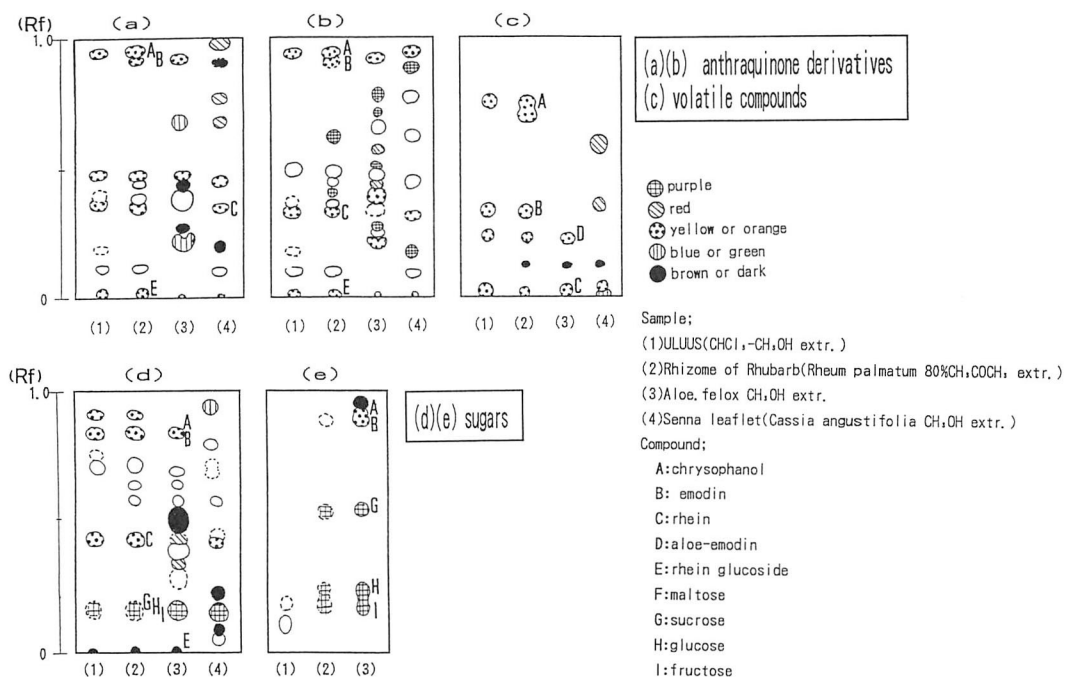 (Rf) (a) (b) (c)
1.0
A
B
C
E
0
(1) (2) (3) (4)
A
B
C
E
(1) (2) (3) (4)
A
B
D
C
(1) (2) (3) (4)
(a)(b) anthraquinone derivatives
(c) volatile compounds
purple
red
yellow or orange
blue or green
brown or dark
(Rf) (d) (e)
1.0
A
B
C
GHI
E
0
(1) (2) (3) (4)
A
B
G
H
I
(1) (2) (3)
(d)(e) sugars
Sample;
(1)ULUUS(CHCl₃-CH₃OH extr.)
(2)Rhizome of Rhubarb(Rheum palmatum 80%CH₃COCH₃ extr.)
(3)Aloe.felox CH₃OH extr.
(4)Senna leaflet(Cassia angustifolia CH₃OH extr.)
Compound;
A:chrysophanol
B: emodin
C:rhein
D:aloe-emodin
E:rhein glucoside
F:maltose
G:sucrose
H:glucose
I:fructose